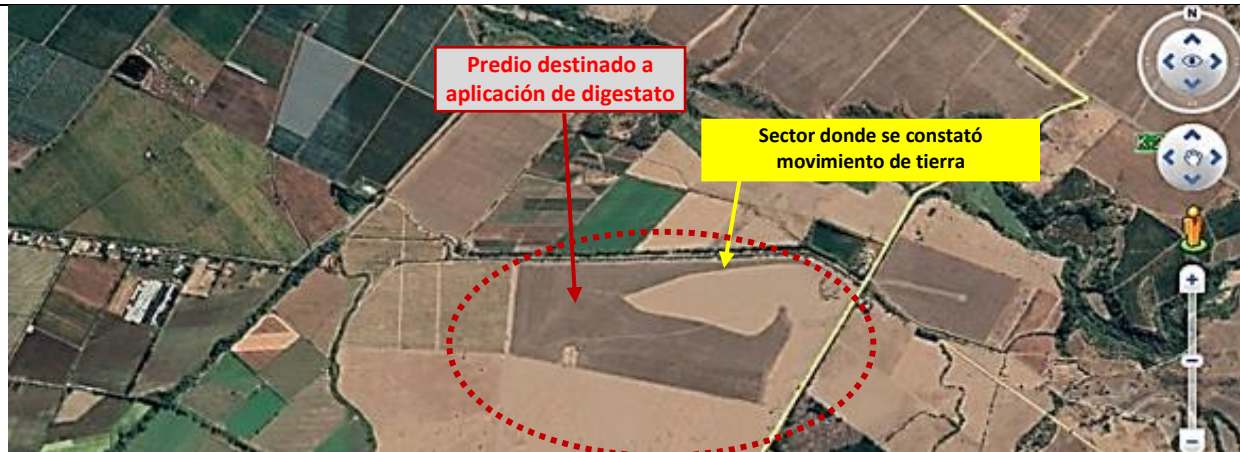 N
Predio destinado a
aplicación de digestato
Sector donde se constató
movimiento de tierra